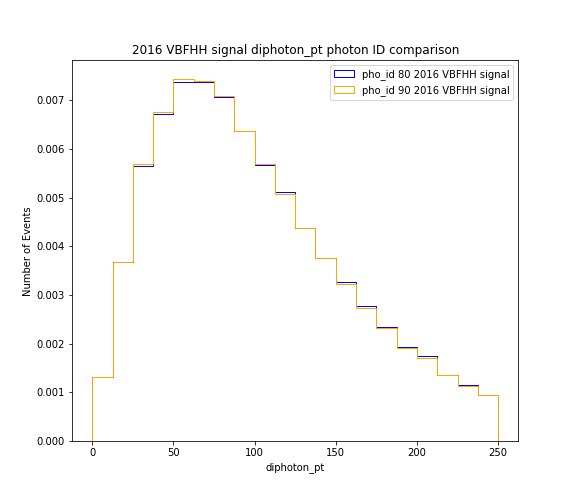 2016 VBFHH signal diphoton_pt photon ID comparison
pho_id 80 2016 VBFHH signal
pho_id 90 2016 VBFHH signal
Number of Events
0.007
0.006
0.005
0.004
0.003
0.002
0.001
0.000
0 50 100 150 200 250
diphoton_pt